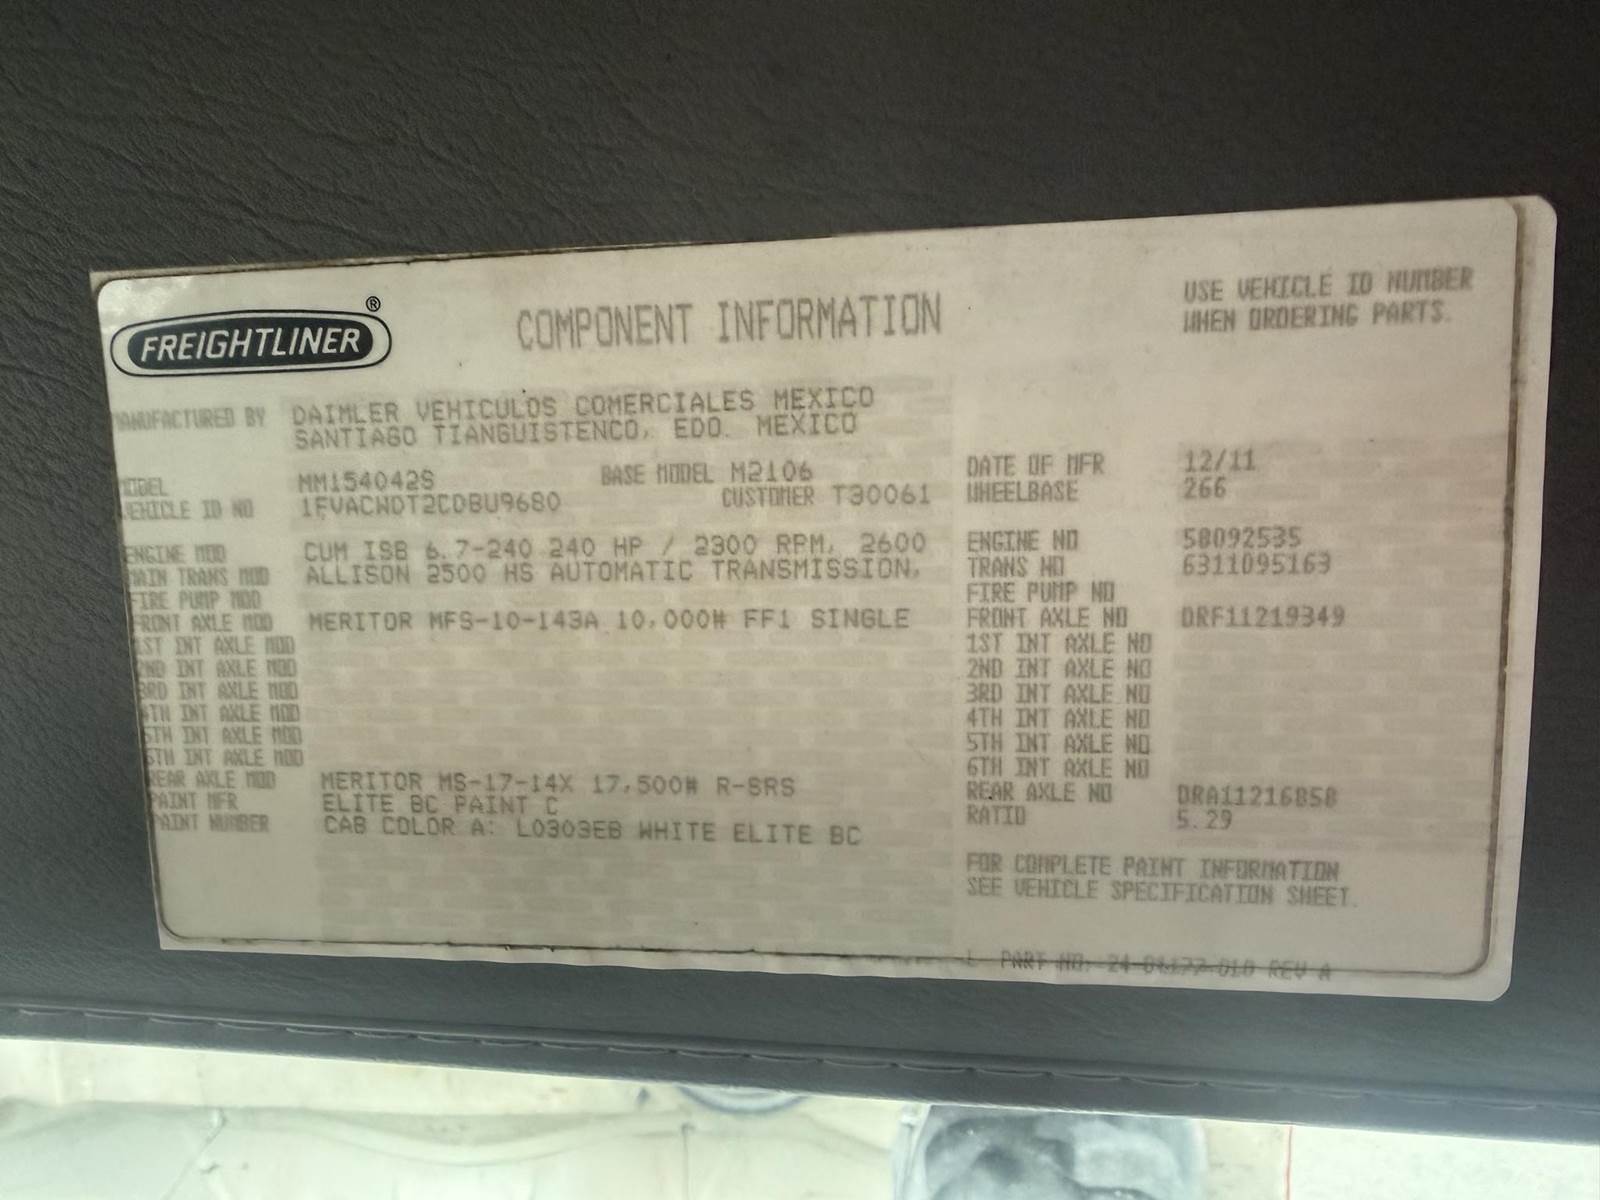 FREIGHTLINER®
COMPONENT INFORMATION
USE VEHICLE ID NUMBER
WHEN ORDERING PARTS.
MANUFACTURED BY DAIMLER VEHICULOS COMERCIALES MEXICO
SANTIAGO TIANGUISTENCO, EDO. MEXICO
MODEL MM154042S BASE MODEL M2106 DATE OF MFR 12/11
VEHICLE ID NO 1FVACWDT2CDBU9680 CUSTOMER T30061 WHEELBASE 266
ENGINE MOD CUM ISB 6.7-240 240 HP / 2300 RPM, 2600 ENGINE NO 58092535
MAIN TRANS MOD ALLISON 2500 HS AUTOMATIC TRANSMISSION, TRANS NO 6311095163
FIRE PUMP MOD FIRE PUMP NO
FRONT AXLE MOD MERITOR MFS-10-143A 10,000# FF1 SINGLE FRONT AXLE NO DRF11219349
1ST INT AXLE MOD 1ST INT AXLE NO
2ND INT AXLE MOD 2ND INT AXLE NO
3RD INT AXLE MOD 3RD INT AXLE NO
4TH INT AXLE MOD 4TH INT AXLE NO
5TH INT AXLE MOD 5TH INT AXLE NO
6TH INT AXLE MOD 6TH INT AXLE NO
REAR AXLE MOD MERITOR MS-17-14X 17,500# R-SRS REAR AXLE NO DRA11216858
PAINT MFR ELITE BC PAINT C RATIO 5.29
PAINT NUMBER CAB COLOR A: L0303EB WHITE ELITE BC
FOR COMPLETE PAINT INFORMATION
SEE VEHICLE SPECIFICATION SHEET.
PART NO. REV A